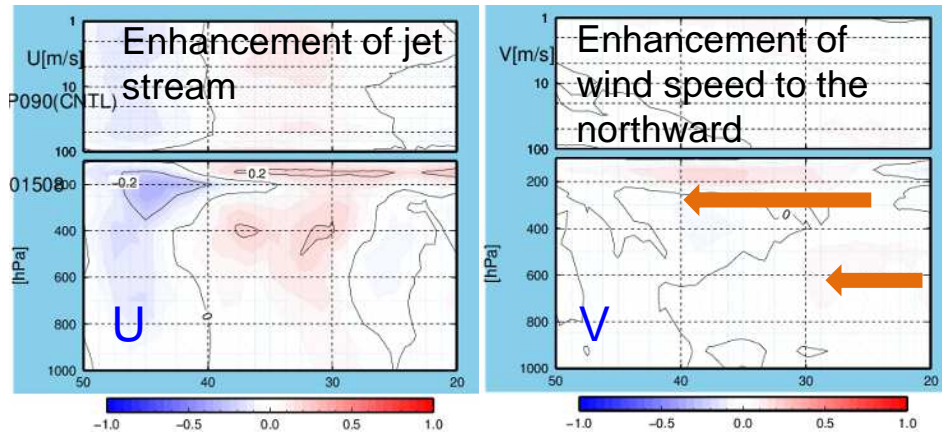 Enhancement of jet
stream
U[m/s]
P090(CNTL)
01508
1
10
100
200
400
600
800
1000
[hPa]
-0.2
0.2
0
U
50 40 30 20
-1.0 -0.5 0.0 0.5 1.0
Enhancement of
wind speed to the
northward
V[m/s]
1
10
100
200
400
600
800
1000
[hPa]
0
V
50 40 30 20
-1.0 -0.5 0.0 0.5 1.0